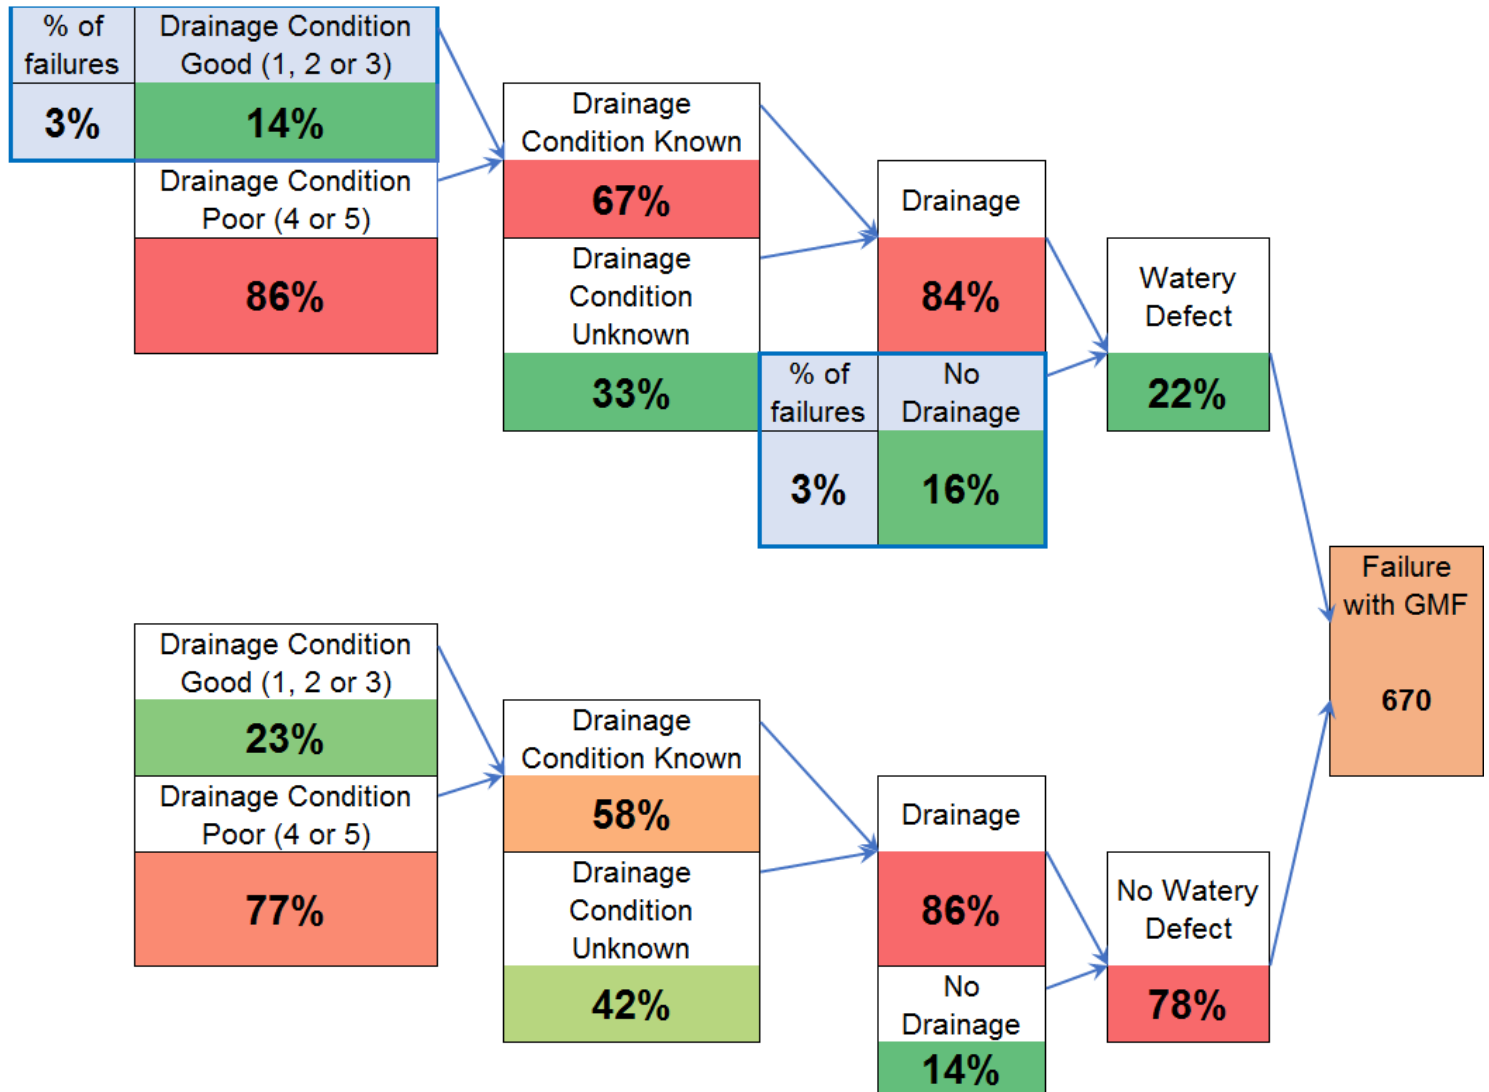 % of
failures
3%
Drainage Condition
Good (1, 2 or 3)
14%
Drainage Condition
Poor (4 or 5)
86%
Drainage
Condition Known
67%
Drainage
Condition
Unknown
33%
Drainage
84%
% of
failures
3%
No
Drainage
16%
Watery
Defect
22%
Failure
with GMF
670
Drainage Condition
Good (1, 2 or 3)
23%
Drainage Condition
Poor (4 or 5)
77%
Drainage
Condition Known
58%
Drainage
Condition
Unknown
42%
Drainage
86%
No
Drainage
14%
No Watery
Defect
78%